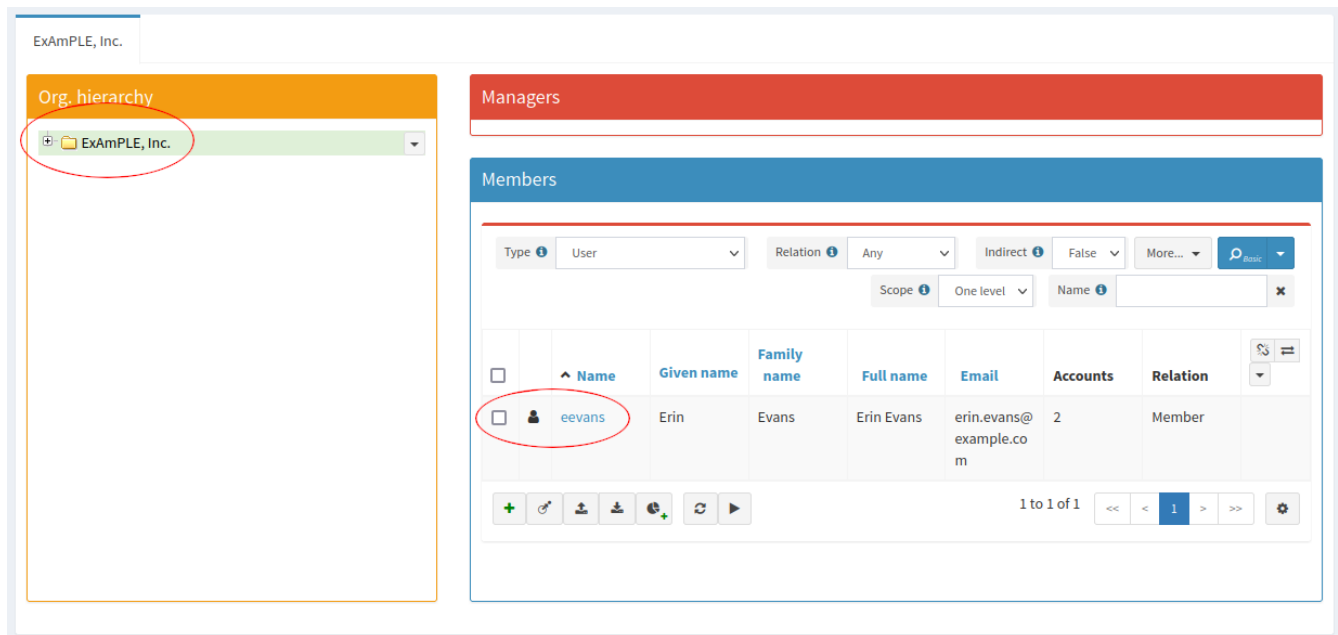 ExAmPLE, Inc.
Org. hierarchy
ExAmPLE, Inc.
Managers
Members
Type User Relation Any Indirect False More... Basic
Scope One level Name
Name Given name Family name Full name Email Accounts Relation
eevans Erin Evans Erin Evans erin.evans@ 2 Member
example.co
m
1 to 1 of 1 << < 1 > >>